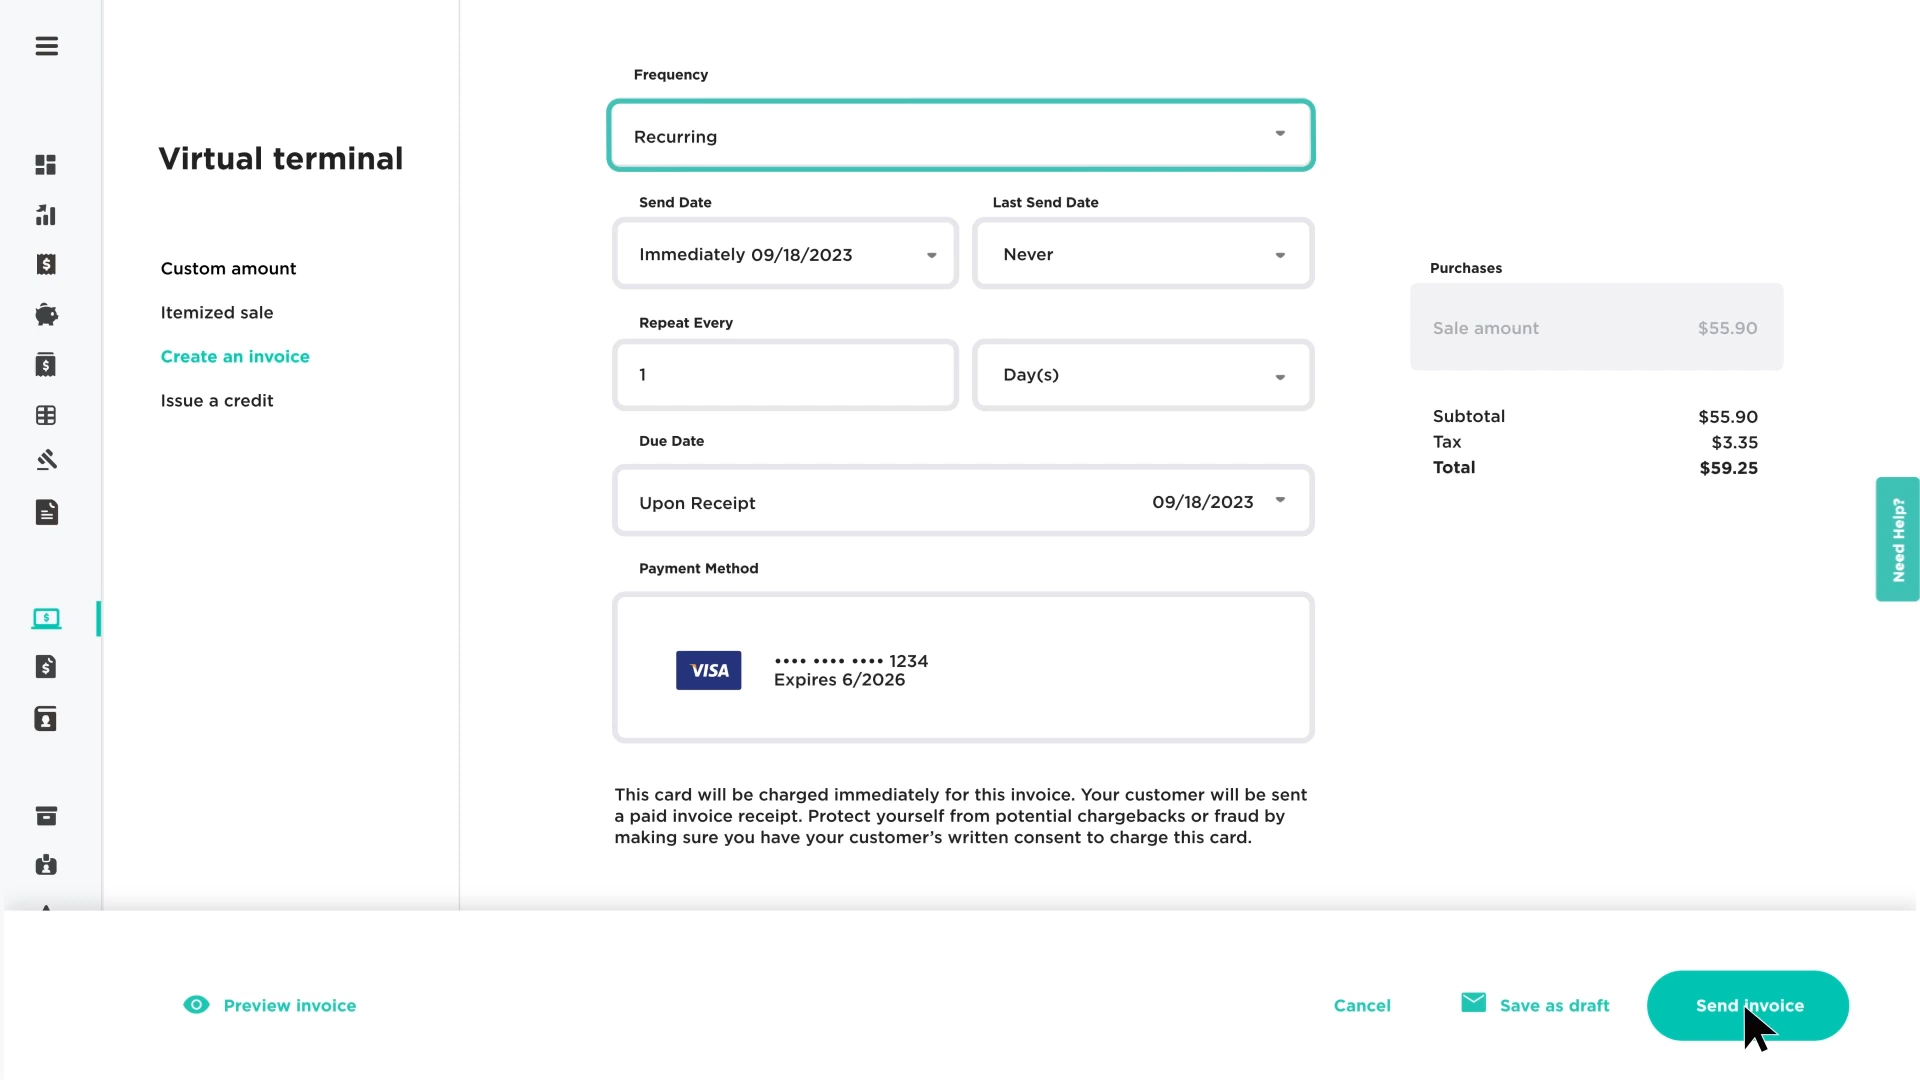 Virtual terminal
Custom amount
Itemized sale
Create an invoice
Issue a credit
Frequency
Recurring
Send Date
Last Send Date
Immediately 09/18/2023
Never
Repeat Every
1
Day(s)
Due Date
Upon Receipt 09/18/2023
Payment Method
VISA
•••• •••• •••• 1234
Expires 6/2026
This card will be charged immediately for this invoice. Your customer will be sent
a paid invoice receipt. Protect yourself from potential chargebacks or fraud by
making sure you have your customer’s written consent to charge this card.
Purchases
Sale amount $55.90
Subtotal $55.90
Tax $3.35
Total $59.25
Need Help?
Preview invoice
Cancel
Save as draft
Send invoice